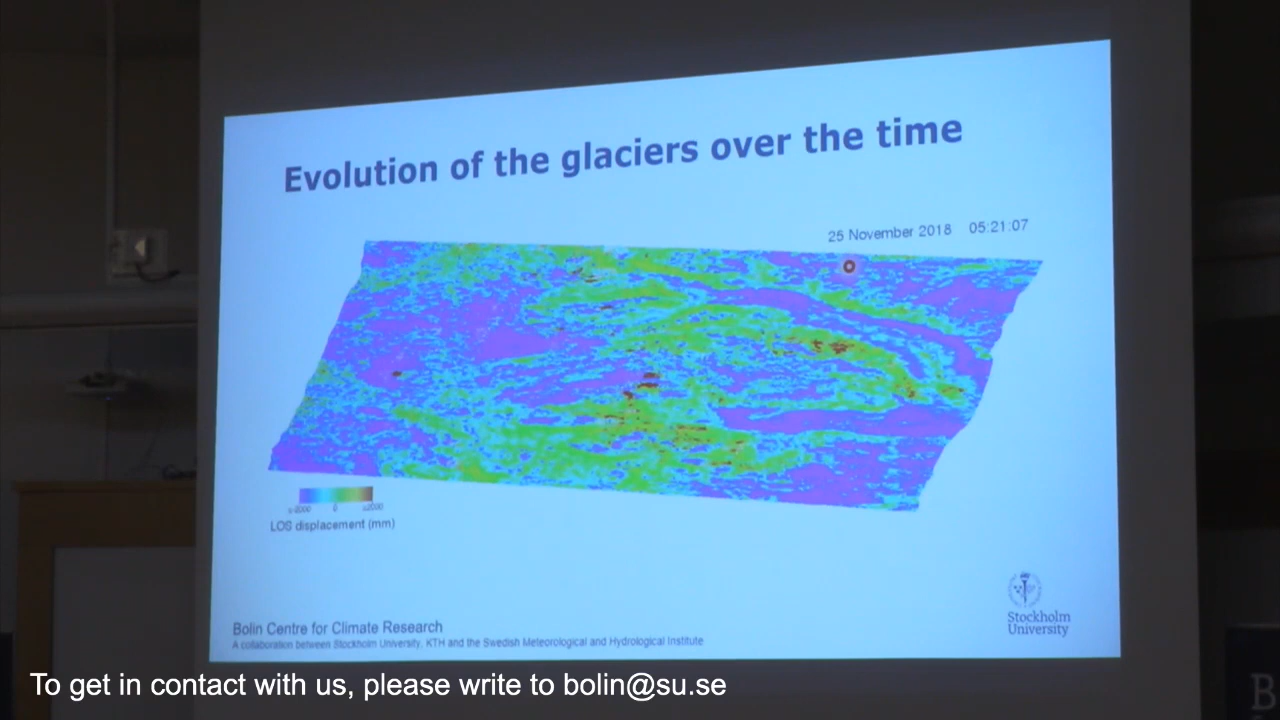 Evolution of the glaciers over the time
25 November 2018 05:21:07
0
LOS displacement (mm)
Bolin Centre for Climate Research
A collaboration between Stockholm University, KTH and the Swedish Meteorological and Hydrological Institute
Stockholm
University
To get in contact with us, please write to bolin@su.se
B